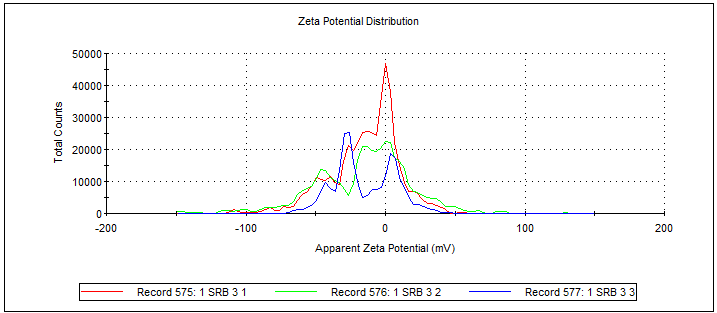 Zeta Potential Distribution
50000
40000
30000
20000
10000
0
Total Counts
-200 -100 0 100 200
Apparent Zeta Potential (mV)
Record 575: 1 SRB 3 1 Record 576: 1 SRB 3 2 Record 577: 1 SRB 3 3